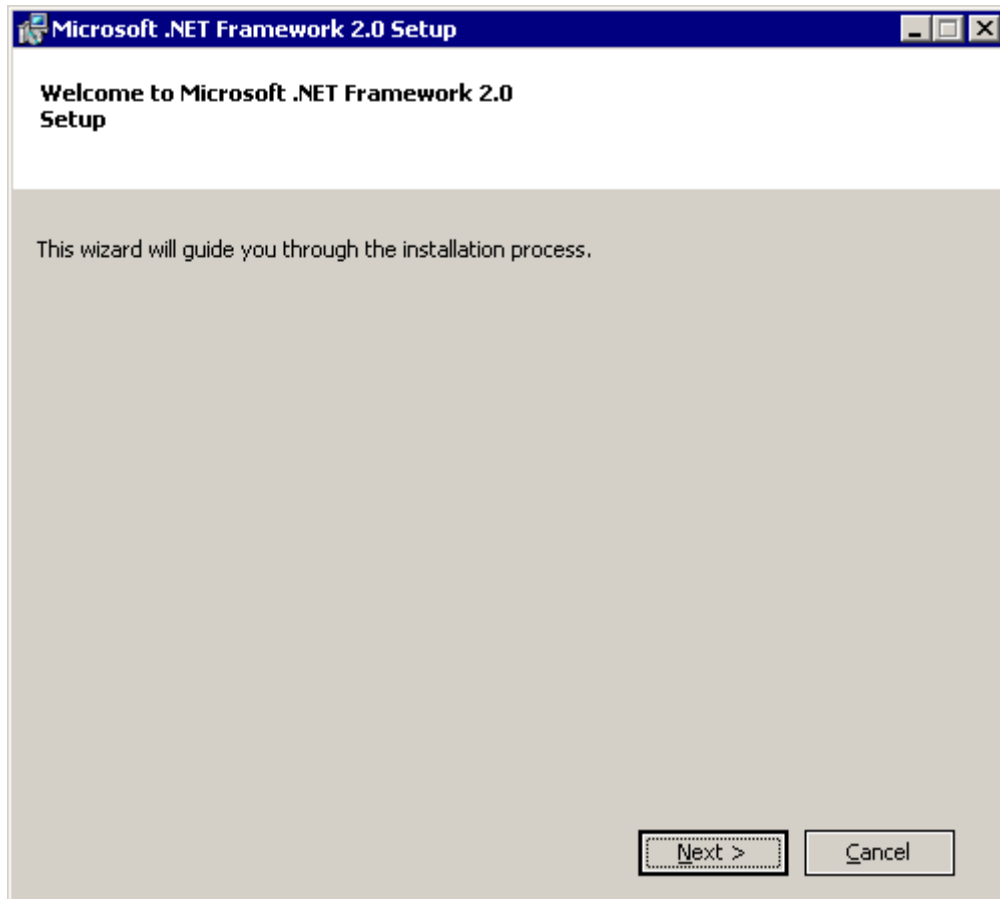 Microsoft .NET Framework 2.0 Setup
Welcome to Microsoft .NET Framework 2.0
Setup
This wizard will guide you through the installation process.
Next >
Cancel